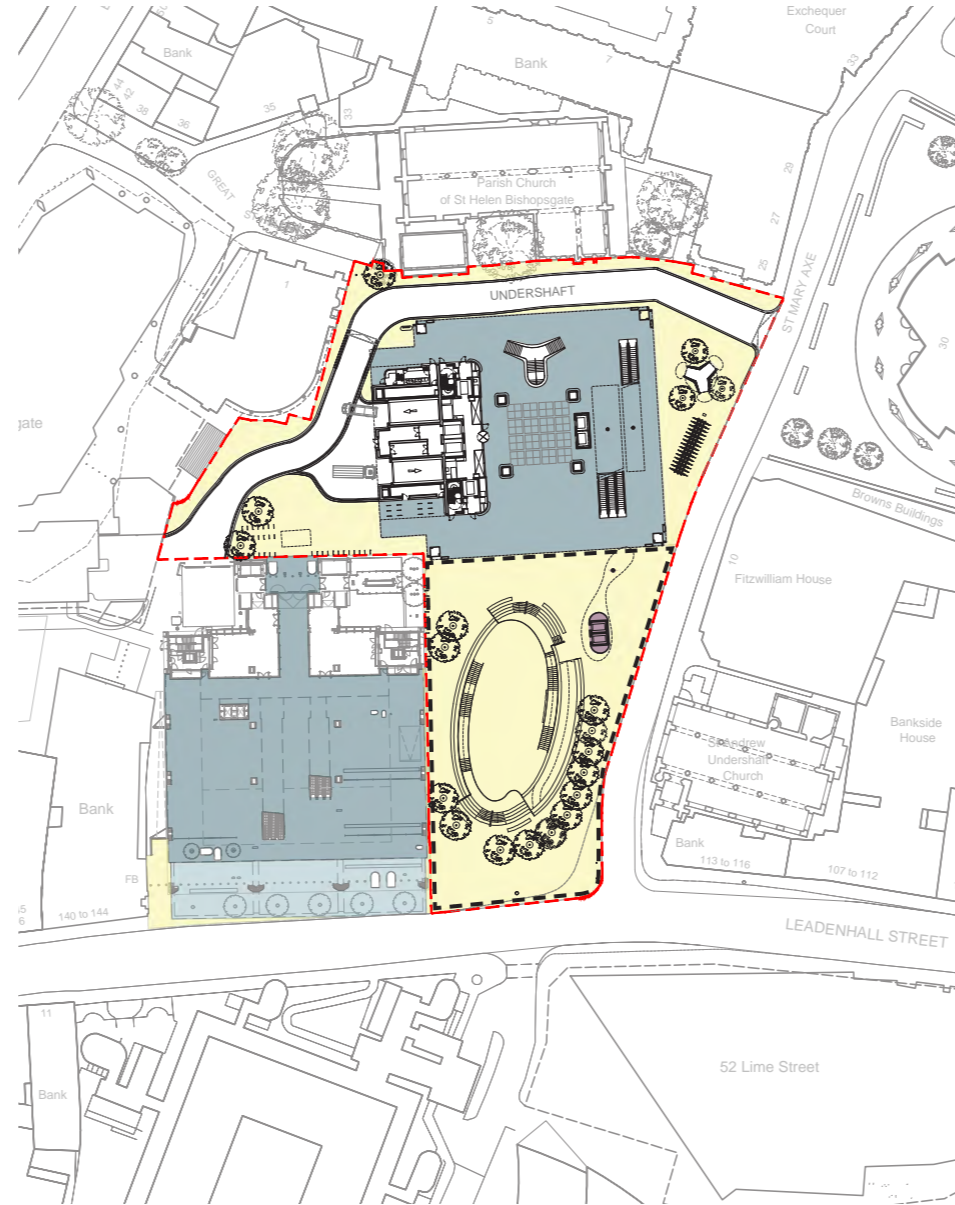 Exchequer
Court
5
Bank
Bank
7
33
44
42
38
36
35
33
GREAT
Parish Church
of St Helen Bishopsgate
29
27
25
ST MARY AXE
UNDERSHAFT
1
30
gate
Browns Buildings
10
Fitzwilliam House
St Andrew
Undershaft
Church
Bankside
House
Bank
Bank
113 to 116
107 to 112
FB
140 to 144
LEADENHALL STREET
11
Bank
52 Lime Street